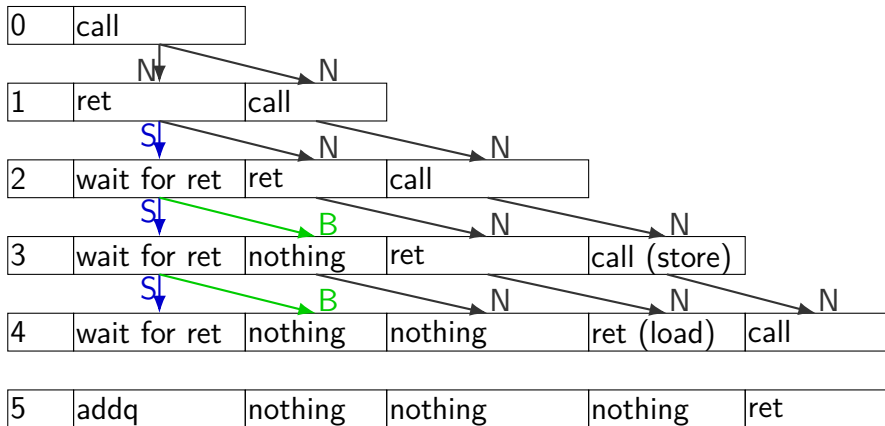 0 call
N N
1 ret call
S N N
2 wait for ret ret call
S B N N
3 wait for ret nothing ret call (store)
S B N N N
4 wait for ret nothing nothing ret (load) call
5 addq nothing nothing nothing ret